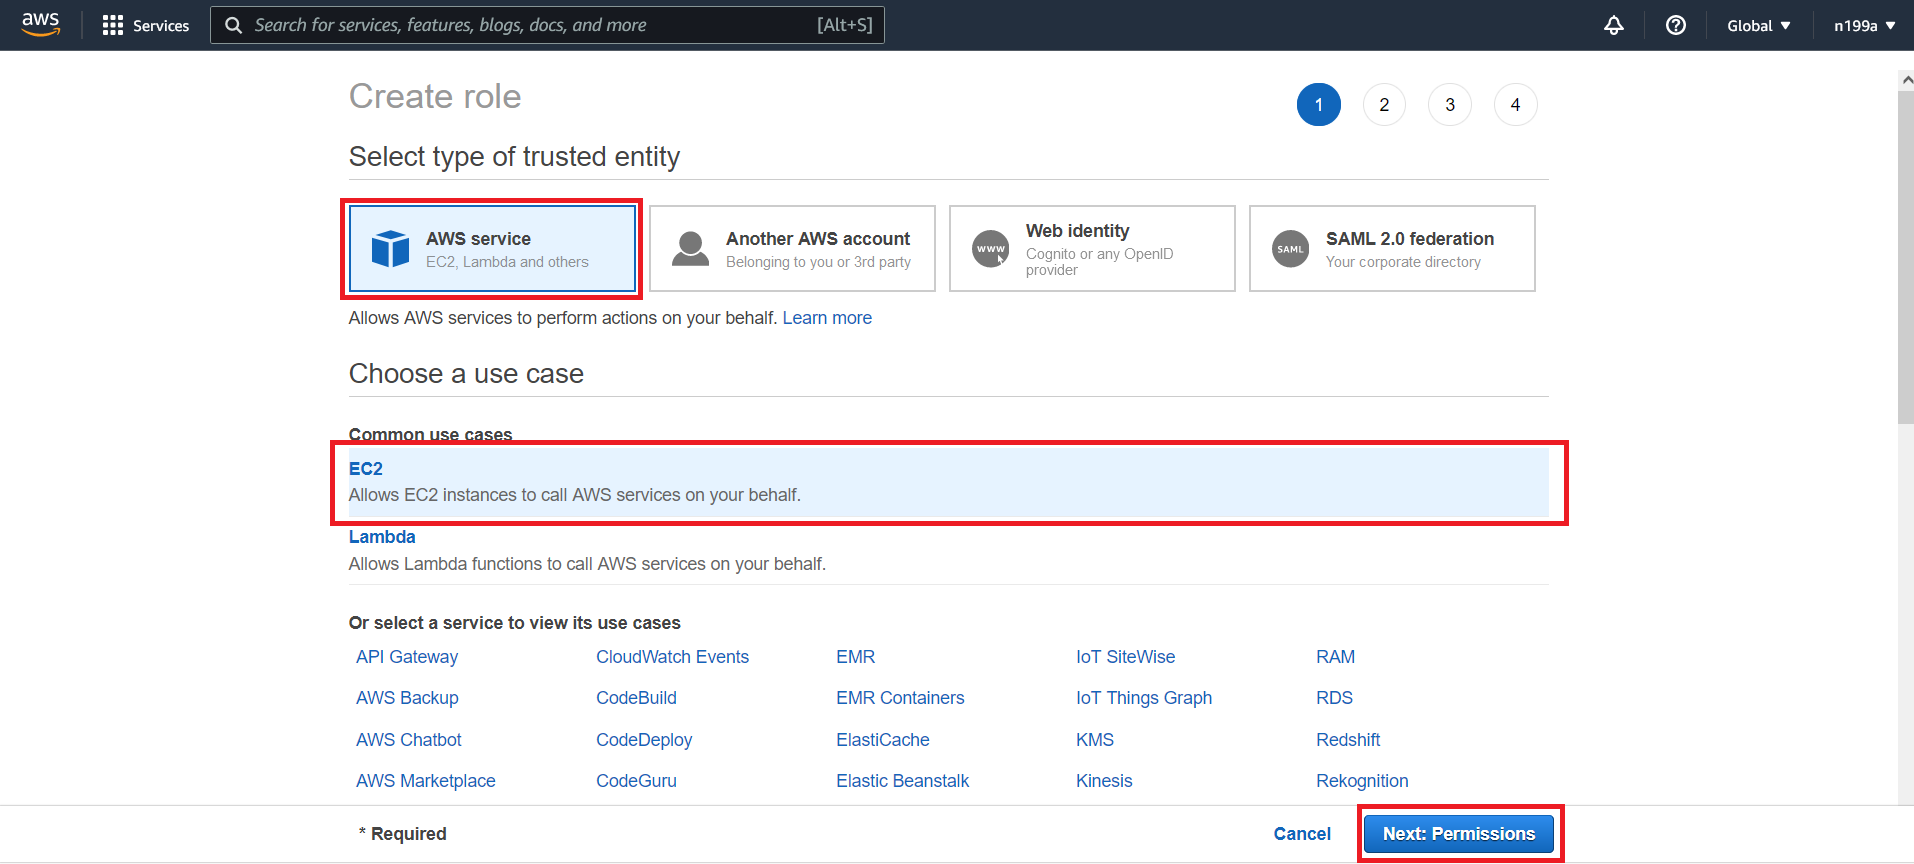 aws Services Search for services, features, blogs, docs, and more [Alt+S] Global n199a
Create role 1 2 3 4
Select type of trusted entity
AWS service
EC2, Lambda and others
Another AWS account
Belonging to you or 3rd party
www
Web identity
Cognito or any OpenID
provider
SAML
SAML 2.0 federation
Your corporate directory
Allows AWS services to perform actions on your behalf. Learn more
Choose a use case
Common use cases
EC2
Allows EC2 instances to call AWS services on your behalf.
Lambda
Allows Lambda functions to call AWS services on your behalf.
Or select a service to view its use cases
API Gateway CloudWatch Events EMR IoT SiteWise RAM
AWS Backup CodeBuild EMR Containers IoT Things Graph RDS
AWS Chatbot CodeDeploy ElastiCache KMS Redshift
AWS Marketplace CodeGuru Elastic Beanstalk Kinesis Rekognition
* Required Cancel Next: Permissions